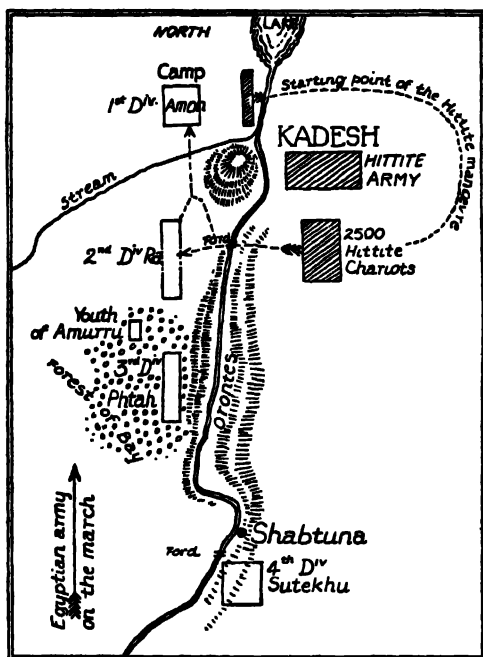 NORTH
LAKE
Camp
1st Div. Amon
Starting point of the Hittite manœvre
KADESH
HITTITE
ARMY
Stream
Ford
2nd Div Ra
2500
Hittite
Chariots
Youth
of Amurru
3rd Div
Phtah
Forest of Bay
Orontes
Egyptian army
on the march
Shabtuna
Ford
4th Div
Sutekhu